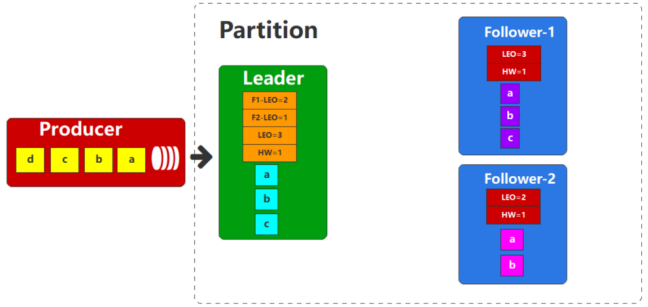 Partition
Producer
d c b a
Leader
F1-LEO=2
F2-LEO=1
LEO=3
HW=1
a
b
c
Follower-1
LEO=3
HW=1
a
b
c
Follower-2
LEO=2
HW=1
a
b